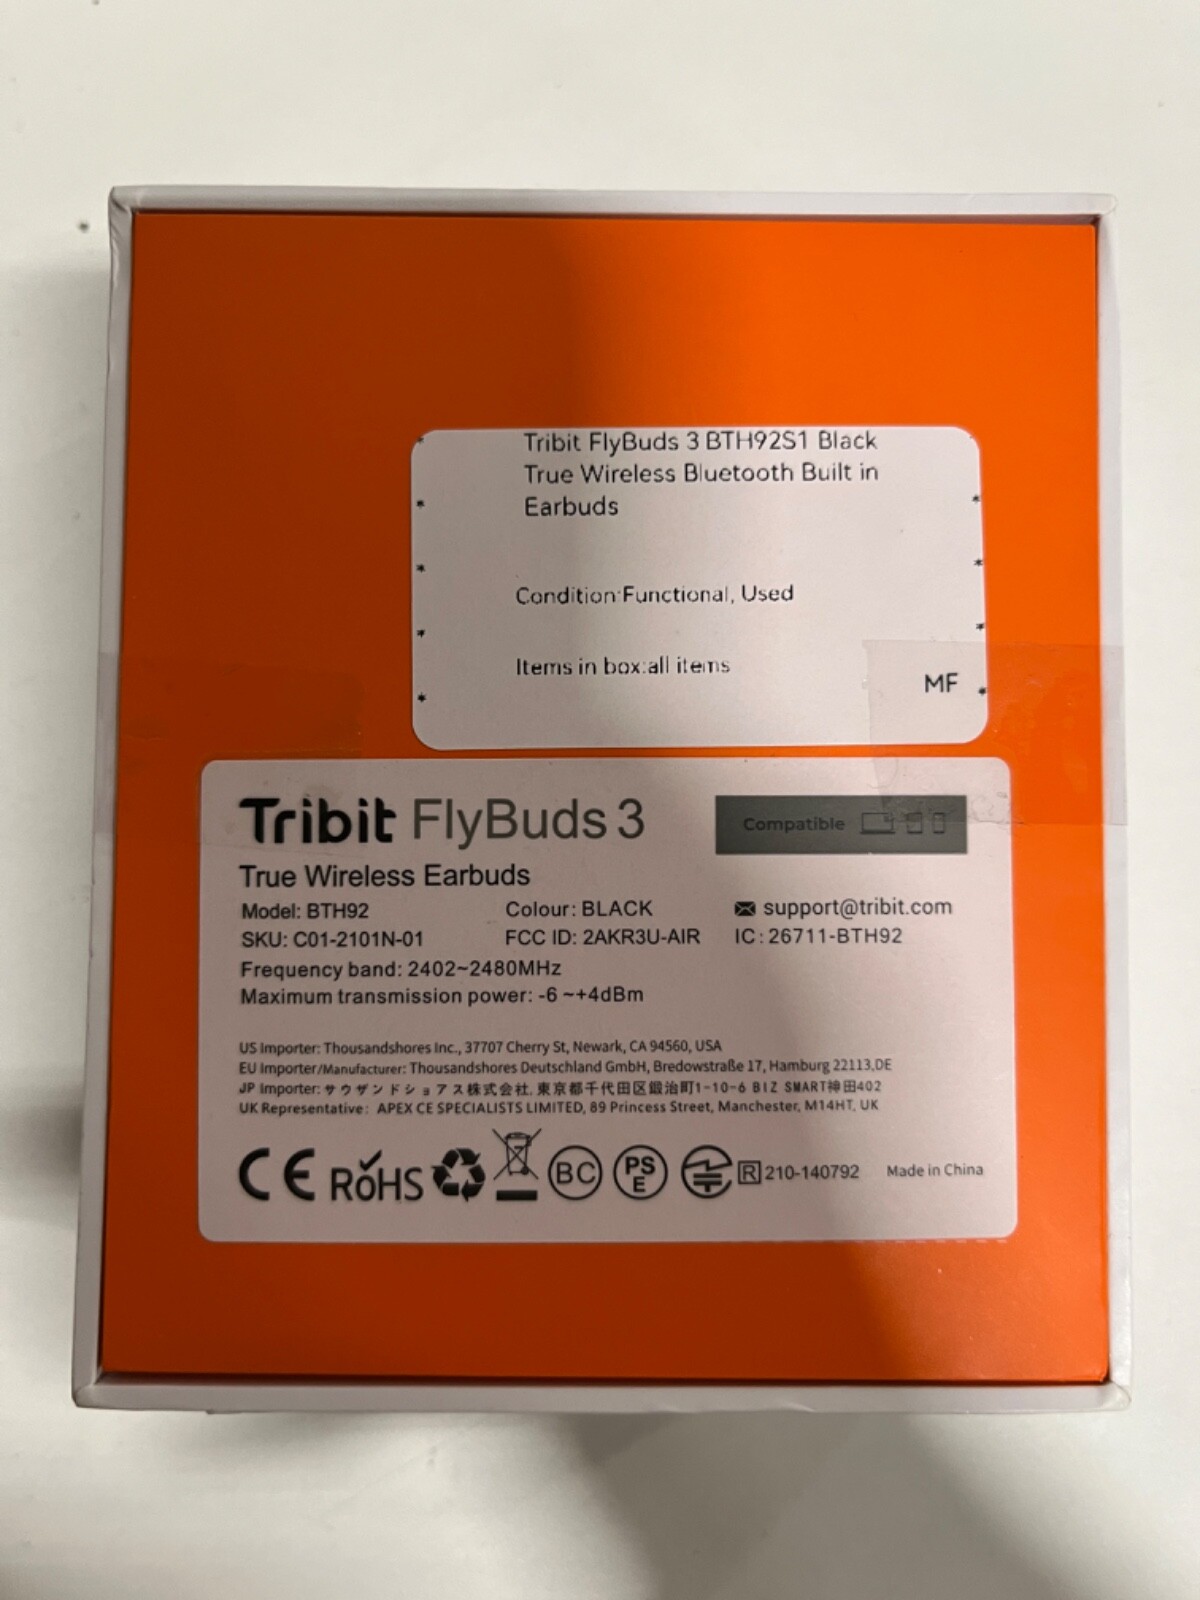 Tribit FlyBuds 3 BTH92S1 Black
True Wireless Bluetooth Built in
Earbuds
Condition:Functional, Used
Items in box:all items
MF
Tribit FlyBuds 3
Compatible
True Wireless Earbuds
Model: BTH92 Colour: BLACK support@tribit.com
SKU: C01-2101N-01 FCC ID: 2AKR3U-AIR IC: 26711-BTH92
Frequency band: 2402~2480MHz
Maximum transmission power: -6 ~+4dBm
US Importer: Thousandshores Inc., 37707 Cherry St, Newark, CA 94560, USA
EU Importer/Manufacturer: Thousandshores Deutschland GmbH, Bredowstraße 17, Hamburg 22113,DE
JP Importer: サウザンドショアス株式会社. 東京都千代田区鍛治町1-10-6 BIZ SMART神田402
UK Representative: APEX CE SPECIALISTS LIMITED, 89 Princess Street, Manchester, M14HT, UK
CE RoHS BC PSE R 210-140792 Made in China